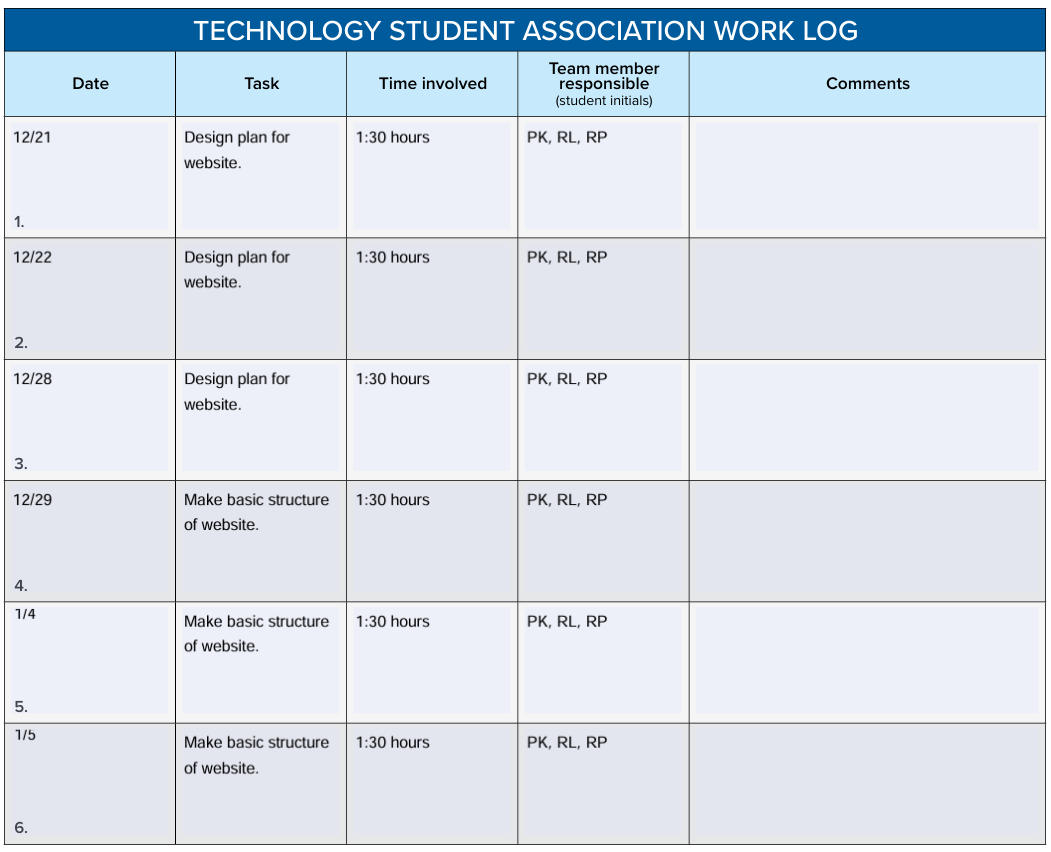 TECHNOLOGY STUDENT ASSOCIATION WORK LOG
Date
Task
Time involved
Team member
responsible
(student initials)
Comments
12/21
1.
Design plan for
website.
1:30 hours
PK, RL, RP
12/22
2.
Design plan for
website.
1:30 hours
PK, RL, RP
12/28
3.
Design plan for
website.
1:30 hours
PK, RL, RP
12/29
4.
Make basic structure
of website.
1:30 hours
PK, RL, RP
1/4
5.
Make basic structure
of website.
1:30 hours
PK, RL, RP
1/5
6.
Make basic structure
of website.
1:30 hours
PK, RL, RP